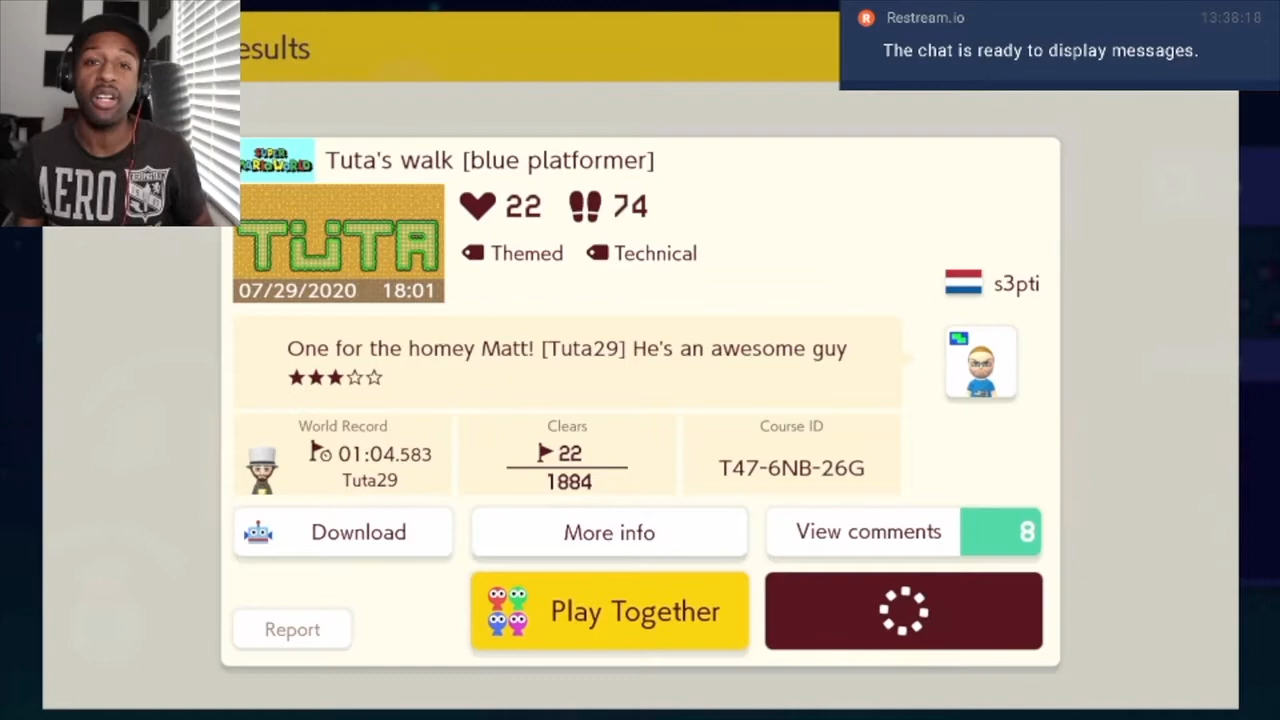 Restream.io 13:38:18
The chat is ready to display messages.
esults
SUPER
MARIO WORLD
Tuta's walk [blue platformer]
22 74
Themed Technical
TUTA
07/29/2020 18:01
s3pti
One for the homey Matt! [Tuta29] He's an awesome guy
★★★☆☆
World Record
01:04.583
Tuta29
Clears
22
1884
Course ID
T47-6NB-26G
Download
More info
View comments 8
Play Together
Report
AERO